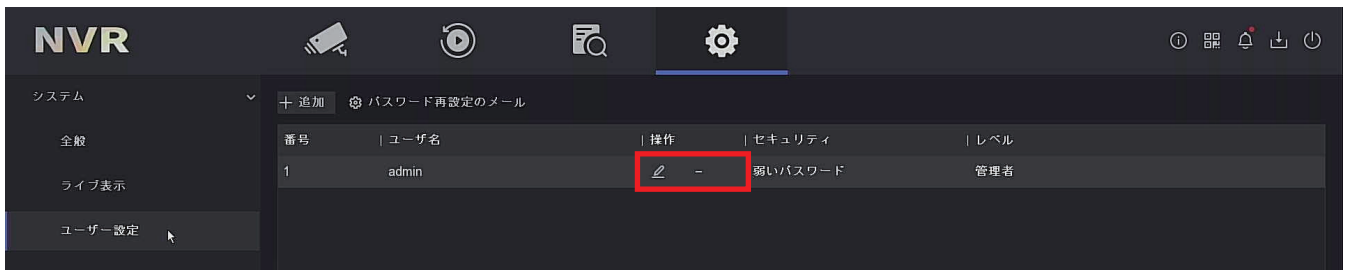 NVR
システム
追加 パスワード再設定のメール
番号 ユーザ名 操作 セキュリティ レベル
全般
1 admin – 弱いパスワード 管理者
ライブ表示
ユーザー設定